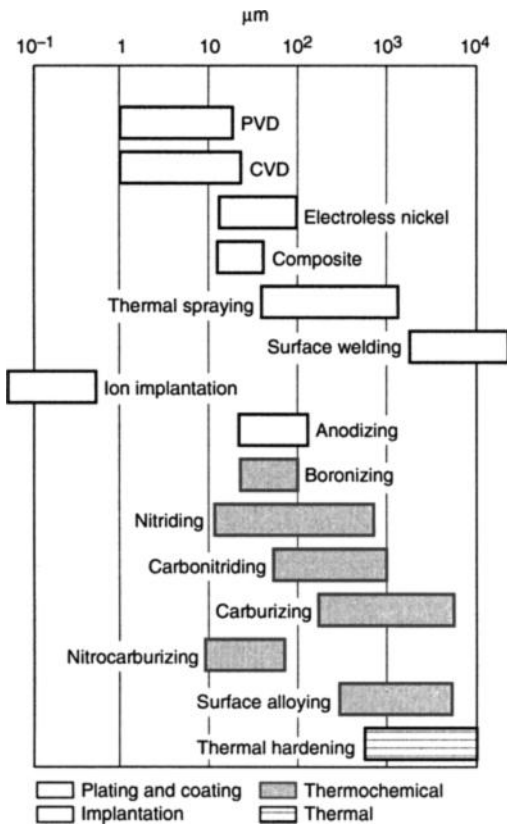 μm
10⁻¹ 1 10 10² 10³ 10⁴
PVD
CVD
Electroless nickel
Composite
Thermal spraying
Surface welding
Ion implantation
Anodizing
Boronizing
Nitriding
Carbonitriding
Carburizing
Nitrocarburizing
Surface alloying
Thermal hardening
Plating and coating Thermochemical
Implantation Thermal